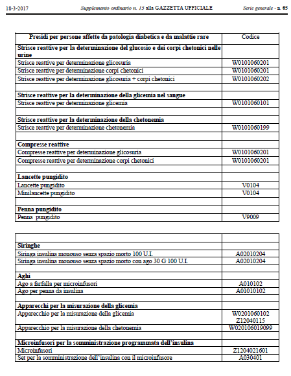 18-3-2017 Supplemento ordinario n. 15 alla GAZZETTA UFFICIALE Serie generale - n. 65
Presidi per persone affette da patologia diabetica e da malattie rare Codice
Strisce reattive per la determinazione del glucosio e dei corpi chetonici nelle
urine
Strisce reattive per determinazione glicosuria W0101060201
Strisce reattive per determinazione corpi chetonici W0101060201
Strisce reattive per determinazione glicosuria + corpi chetonici W0101060202
Strisce reattive per la determinazione della glicemia nel sangue
Strisce reattive per determinazione glicemia W0101060101
Strisce reattive per la determinazione della chetonemia
Strisce reattive per determinazione chetonemia W0101060199
Compresse reattive
Compresse reattive per determinazione glicosuria W0101060201
Compresse reattive per determinazione corpi chetonici W0101060201
Lancette pungidito
Lancette pungidito V0104
Minilancette pungidito V0104
Penna pungidito
Penna pungidito V9009
Siringhe
Siringa insulina monouso senza spazio morto 100 U.I. A02010204
Siringa insulina monouso senza spazio morto con ago 30 G 100 U.I. A02010204
Aghi
Ago a farfalla per microinfusori A010102
Ago per penna da insulina A01010102
Apparecchi per la misurazione della glicemia
Apparecchio per la misurazione della glicemia W0201060102
Z12040115
Apparecchio per la misurazione della chetonemia W020106019099
Microinfusori per la somministrazione programmata dell'insulina
Microinfusori Z1204021601
Set per la somministrazione dell'insulina con il microinfusore A030401